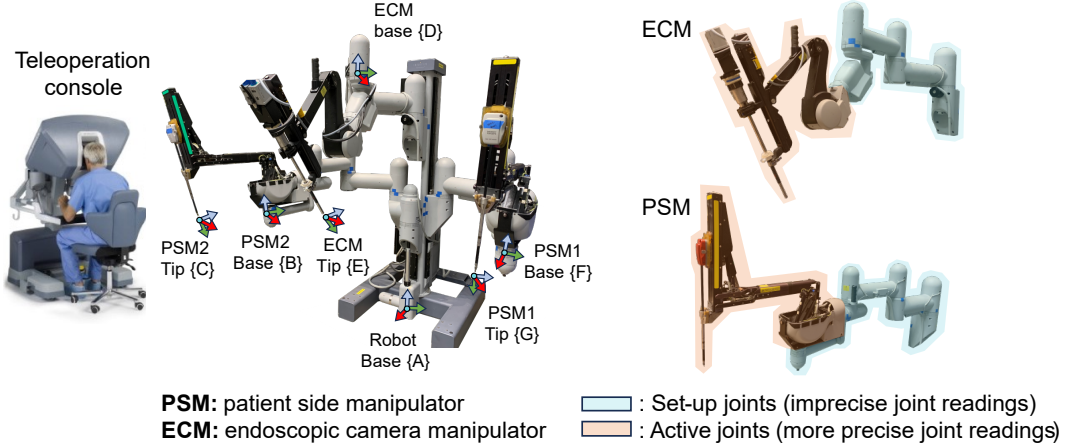 Teleoperation
console
ECM
base {D}
PSM2
Tip {C}
PSM2
Base {B}
ECM
Tip {E}
Robot
Base {A}
PSM1
Base {F}
PSM1
Tip {G}
ECM
PSM
PSM: patient side manipulator
ECM: endoscopic camera manipulator
: Set-up joints (imprecise joint readings)
: Active joints (more precise joint readings)